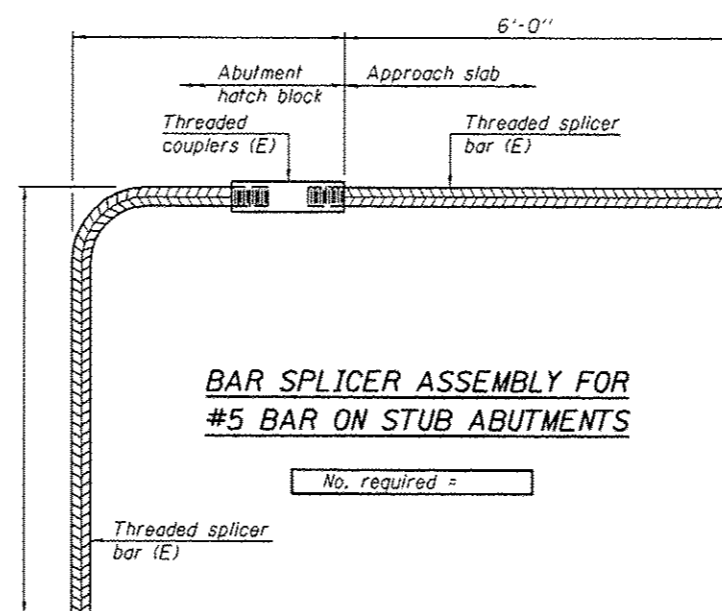 6'-0"
Abutment
hatch block
Approach slab
Threaded
couplers (E)
Threaded splicer
bar (E)
BAR SPLICER ASSEMBLY FOR
#5 BAR ON STUB ABUTMENTS
No. required =
Threaded splicer
bar (E)